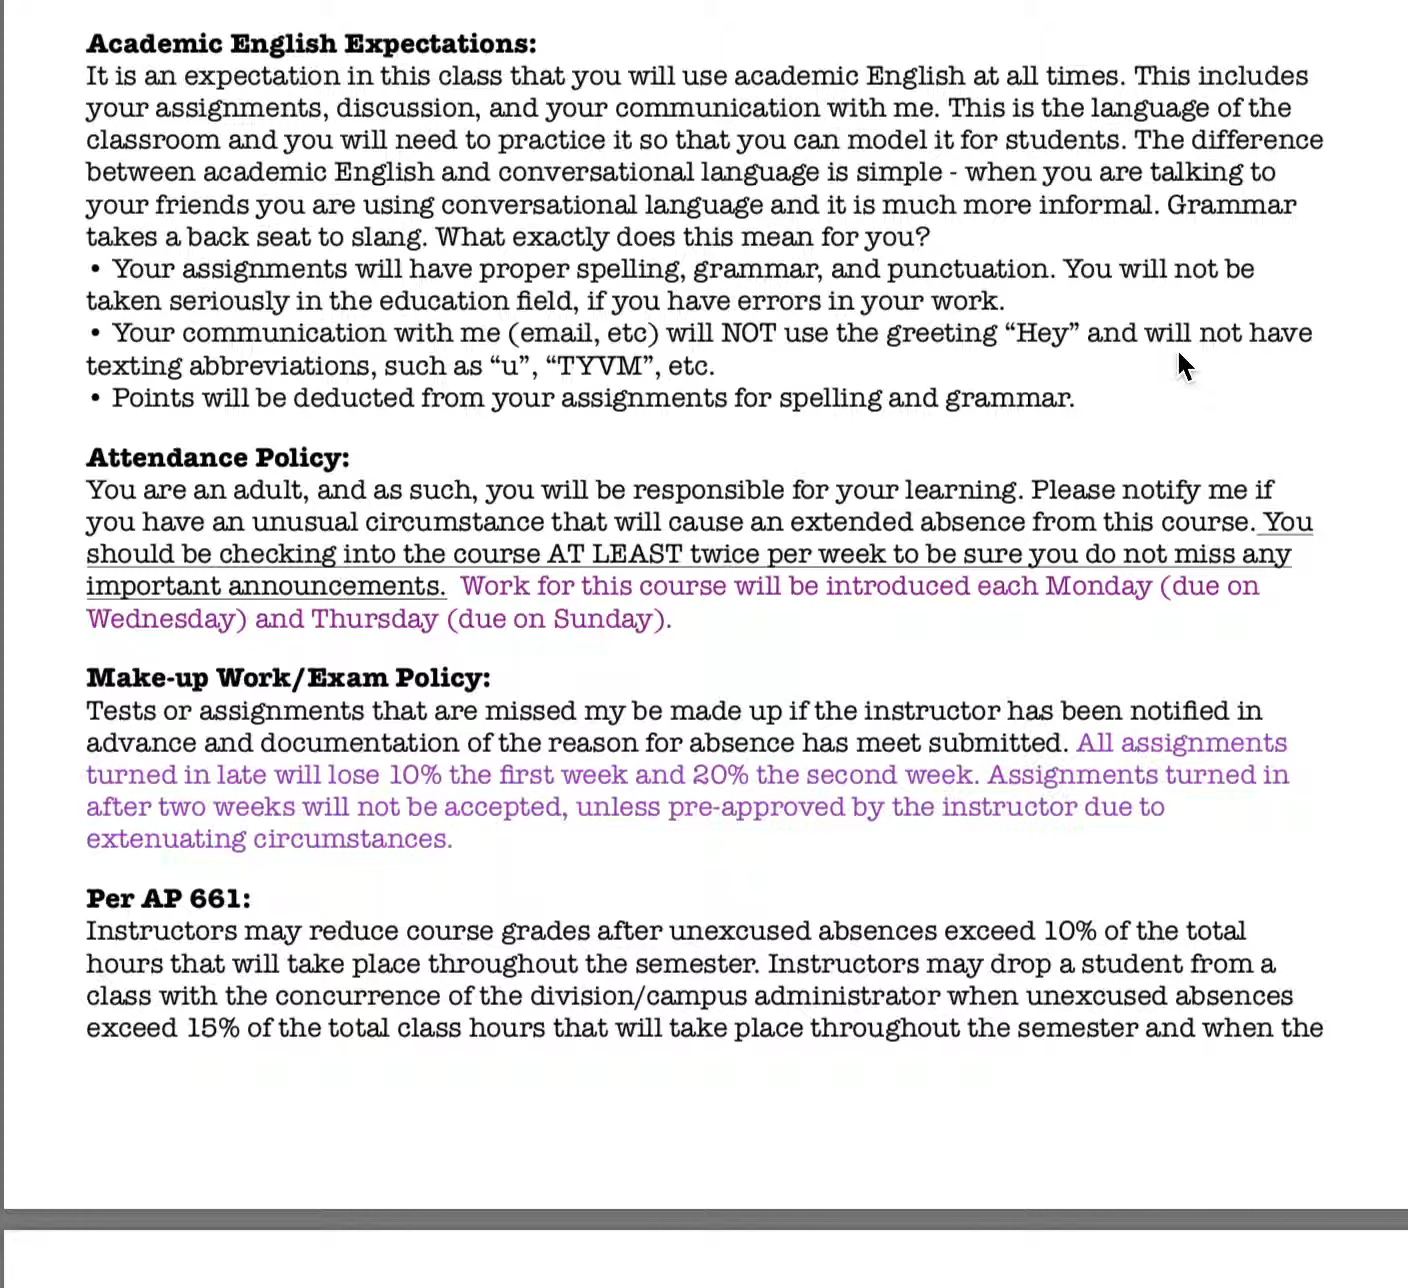 Academic English Expectations:
It is an expectation in this class that you will use academic English at all times. This includes
your assignments, discussion, and your communication with me. This is the language of the
classroom and you will need to practice it so that you can model it for students. The difference
between academic English and conversational language is simple - when you are talking to
your friends you are using conversational language and it is much more informal. Grammar
takes a back seat to slang. What exactly does this mean for you?
• Your assignments will have proper spelling, grammar, and punctuation. You will not be
taken seriously in the education field, if you have errors in your work.
• Your communication with me (email, etc) will NOT use the greeting “Hey” and will not have
texting abbreviations, such as “u”, “TYVM”, etc.
• Points will be deducted from your assignments for spelling and grammar.
Attendance Policy:
You are an adult, and as such, you will be responsible for your learning. Please notify me if
you have an unusual circumstance that will cause an extended absence from this course. You
should be checking into the course AT LEAST twice per week to be sure you do not miss any
important announcements. Work for this course will be introduced each Monday (due on
Wednesday) and Thursday (due on Sunday).
Make-up Work/Exam Policy:
Tests or assignments that are missed my be made up if the instructor has been notified in
advance and documentation of the reason for absence has meet submitted. All assignments
turned in late will lose 10% the first week and 20% the second week. Assignments turned in
after two weeks will not be accepted, unless pre-approved by the instructor due to
extenuating circumstances.
Per AP 661:
Instructors may reduce course grades after unexcused absences exceed 10% of the total
hours that will take place throughout the semester. Instructors may drop a student from a
class with the concurrence of the division/campus administrator when unexcused absences
exceed 15% of the total class hours that will take place throughout the semester and when the